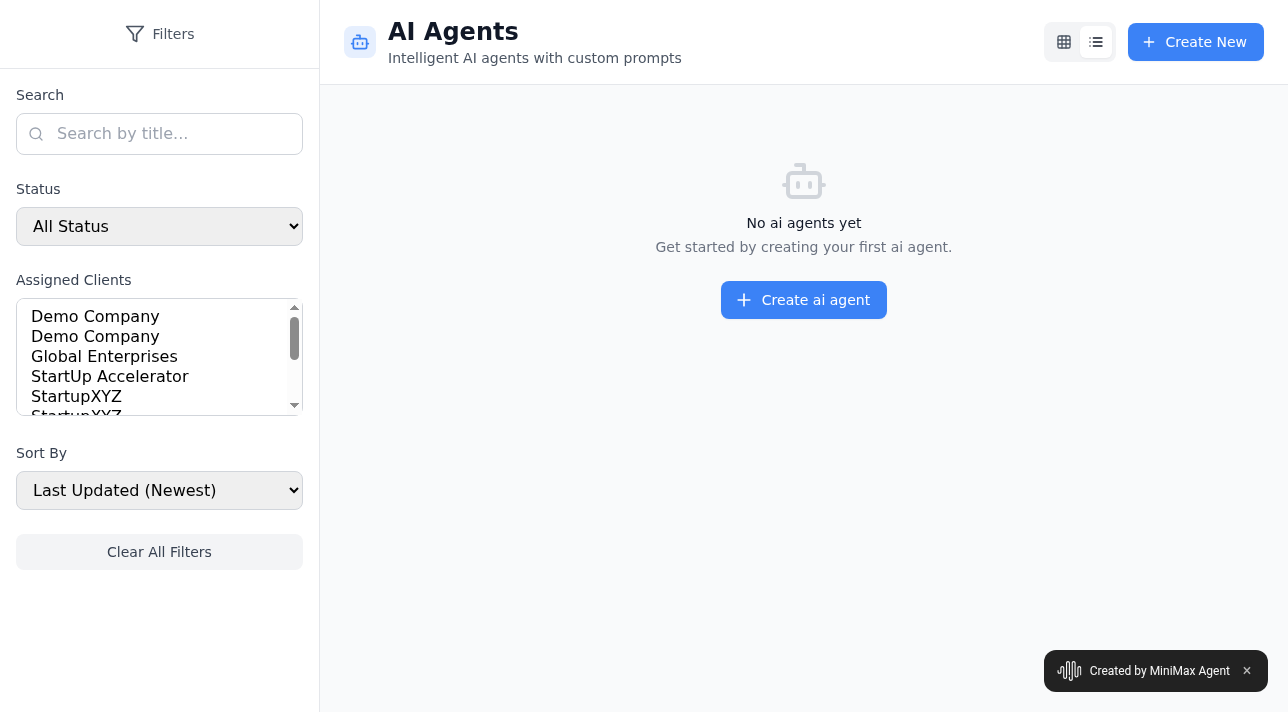 Filters
Search
Search by title...
Status
All Status
Assigned Clients
Demo Company
Demo Company
Global Enterprises
StartUp Accelerator
StartupXYZ
StartupXYZ
Sort By
Last Updated (Newest)
Clear All Filters
AI Agents
Intelligent AI agents with custom prompts
Create New
No ai agents yet
Get started by creating your first ai agent.
Create ai agent
Created by MiniMax Agent